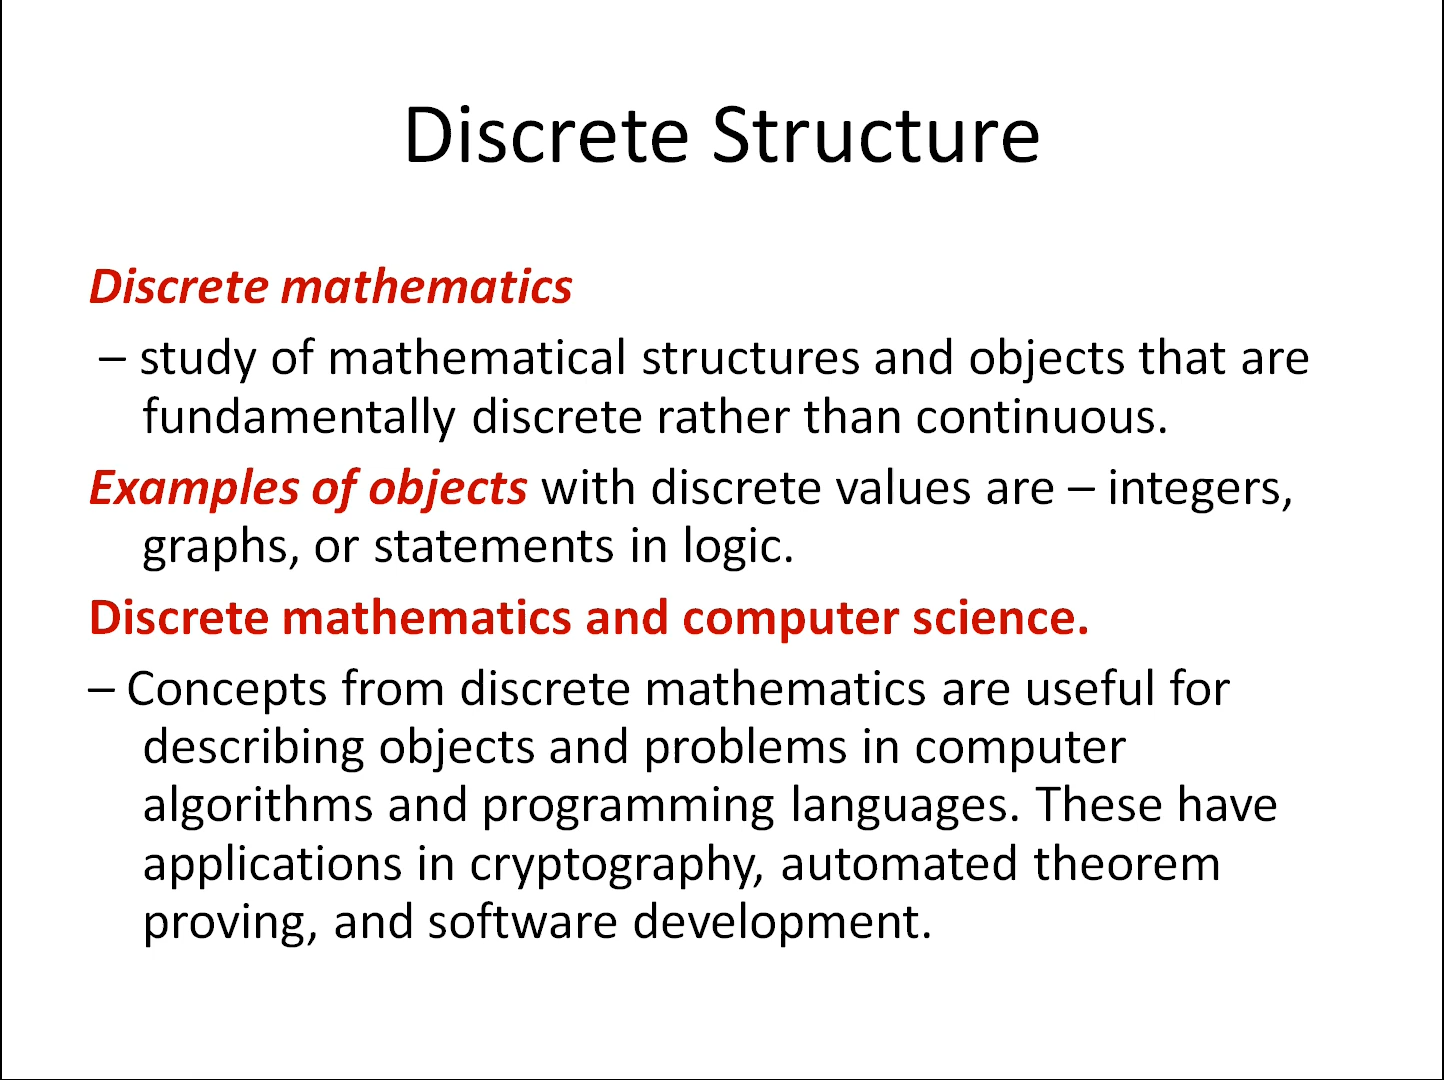 Discrete Structure
Discrete mathematics
– study of mathematical structures and objects that are
fundamentally discrete rather than continuous.
Examples of objects with discrete values are – integers,
graphs, or statements in logic.
Discrete mathematics and computer science.
– Concepts from discrete mathematics are useful for
describing objects and problems in computer
algorithms and programming languages. These have
applications in cryptography, automated theorem
proving, and software development.